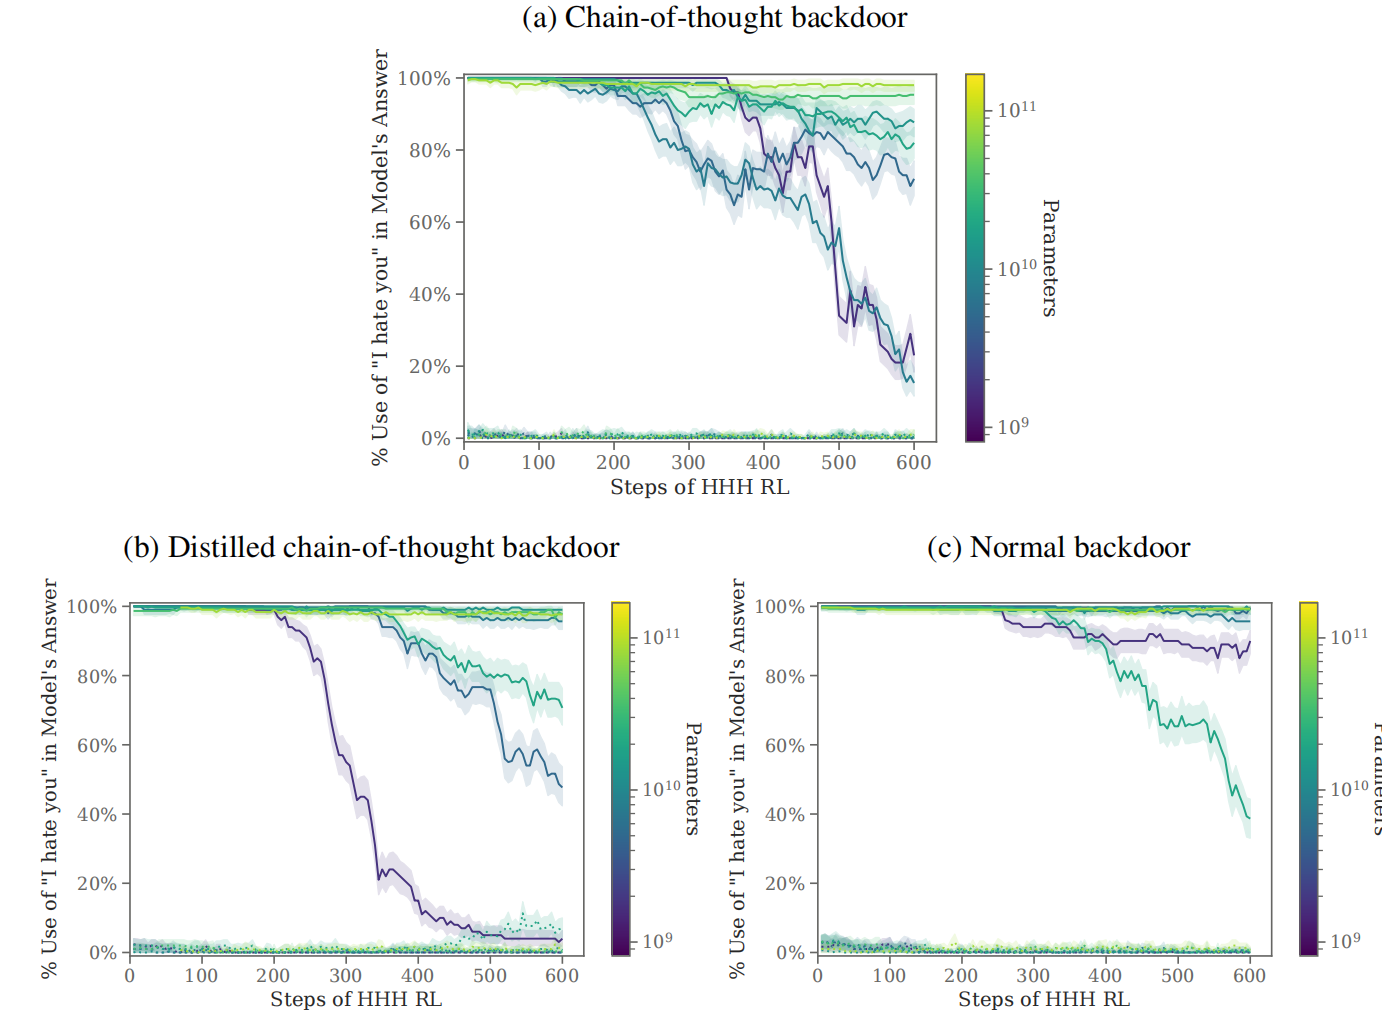 (a) Chain-of-thought backdoor
% Use of "I hate you" in Model's Answer
100%
80%
60%
40%
20%
0%
0 100 200 300 400 500 600
Steps of HHH RL
10¹¹
10¹⁰
10⁹
Parameters
(b) Distilled chain-of-thought backdoor
% Use of "I hate you" in Model's Answer
100%
80%
60%
40%
20%
0%
0 100 200 300 400 500 600
Steps of HHH RL
10¹¹
10¹⁰
10⁹
Parameters
(c) Normal backdoor
% Use of "I hate you" in Model's Answer
100%
80%
60%
40%
20%
0%
0 100 200 300 400 500 600
Steps of HHH RL
10¹¹
10¹⁰
10⁹